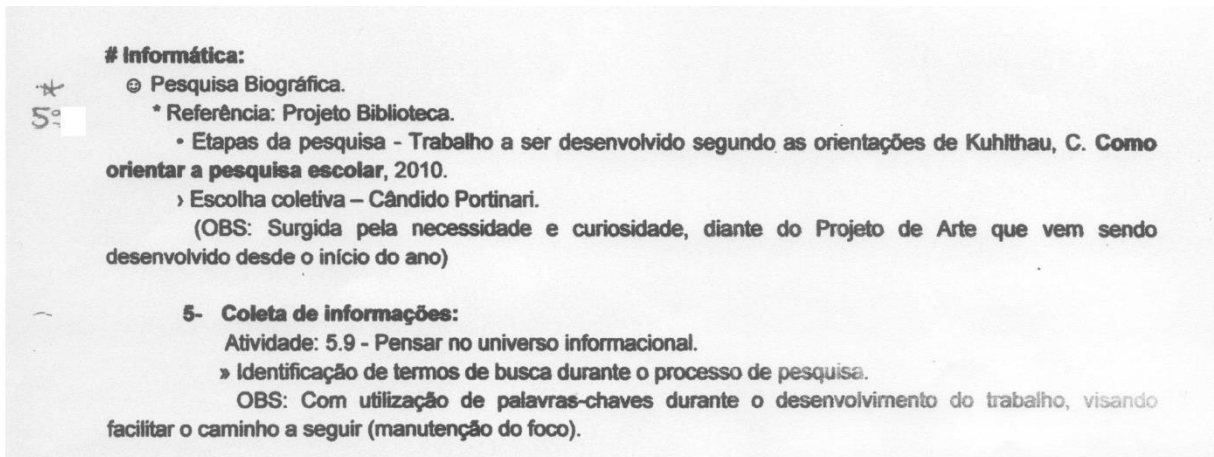 # Informática:
☺ Pesquisa Biográfica.
* Referência: Projeto Biblioteca.
5º
• Etapas da pesquisa - Trabalho a ser desenvolvido segundo as orientações de Kuhlthau, C. Como
orientar a pesquisa escolar, 2010.
› Escolha coletiva – Cândido Portinari.
(OBS: Surgida pela necessidade e curiosidade, diante do Projeto de Arte que vem sendo
desenvolvido desde o início do ano)
5- Coleta de informações:
Atividade: 5.9 - Pensar no universo informacional.
» Identificação de termos de busca durante o processo de pesquisa.
OBS: Com utilização de palavras-chaves durante o desenvolvimento do trabalho, visando
facilitar o caminho a seguir (manutenção do foco).